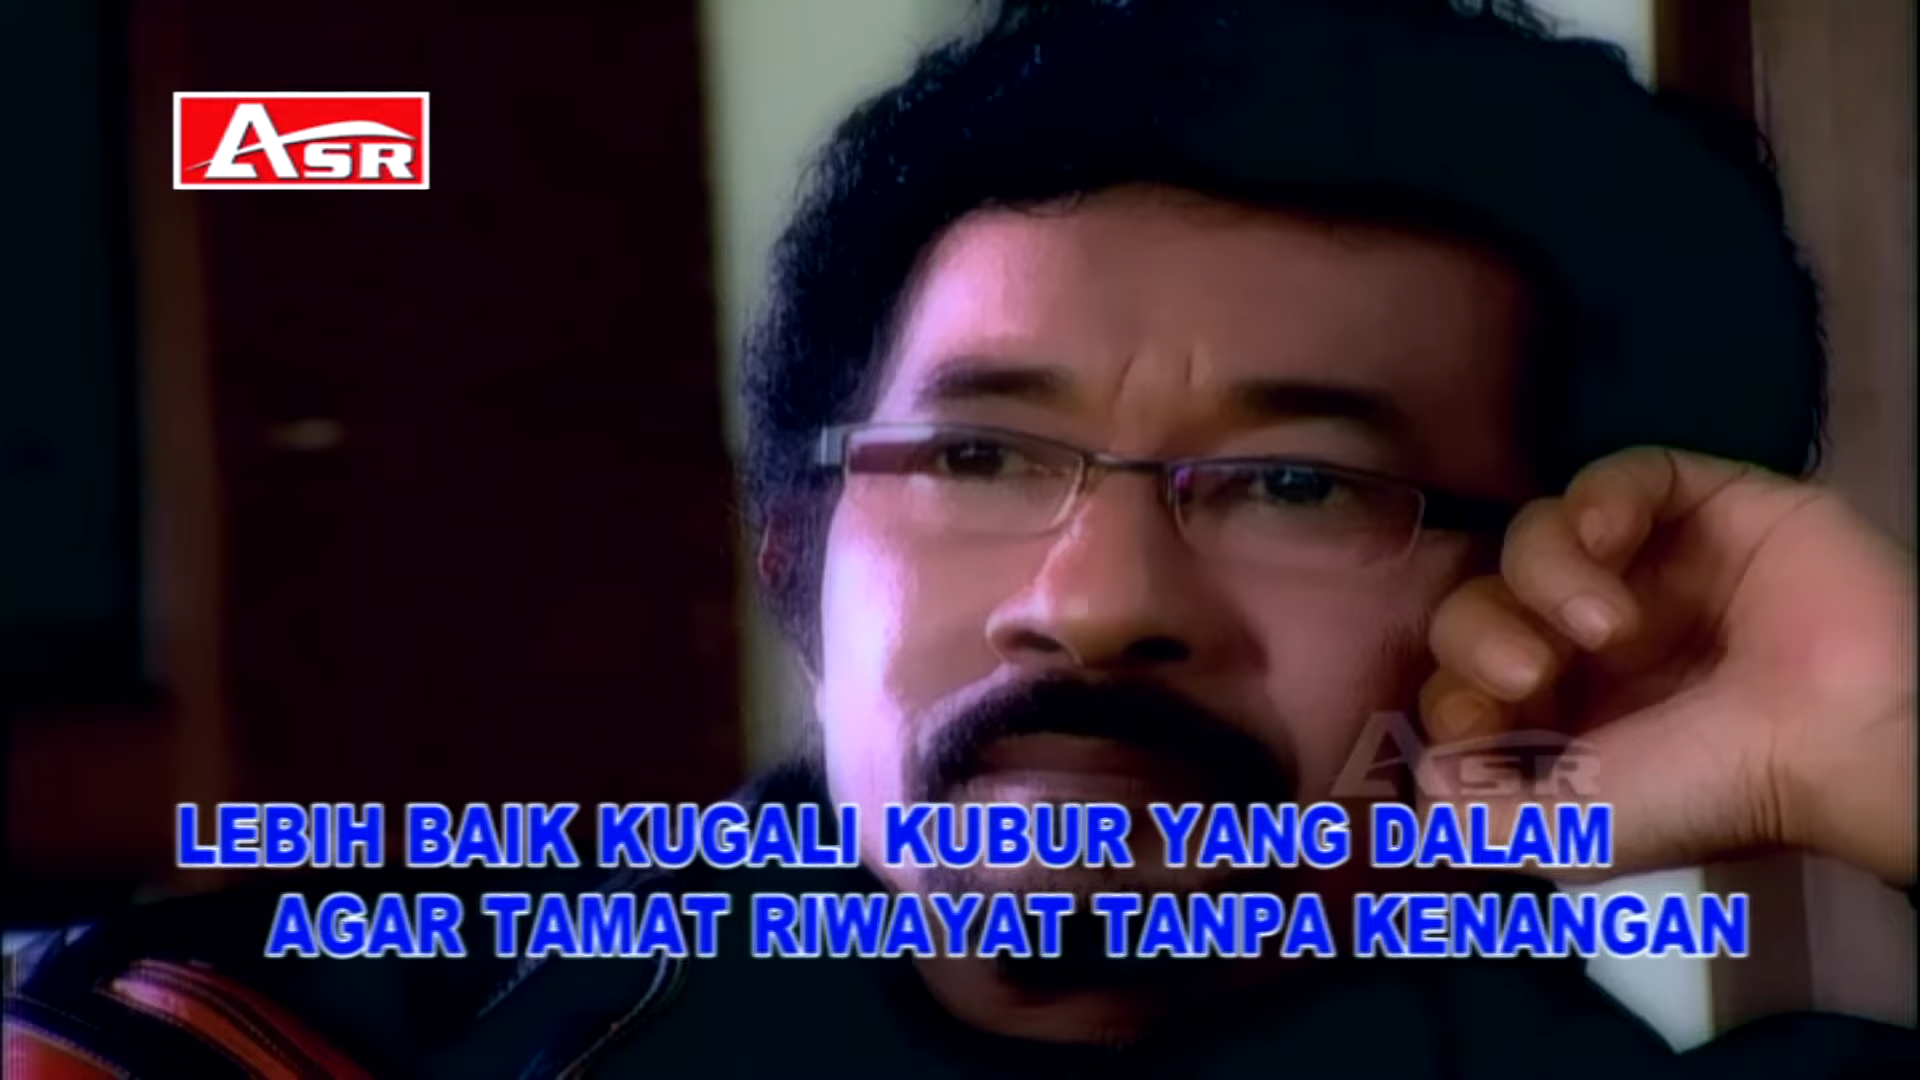 ASR
ASR
LEBIH BAIK KUGALI KUBUR YANG DALAM
AGAR TAMAT RIWAYAT TANPA KENANGAN